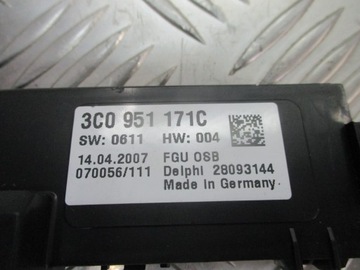 3C0 951 171C
SW: 0611 HW: 004
14.04.2007 FGU OSB
070056/111 Delphi 28093144
Made in Germany